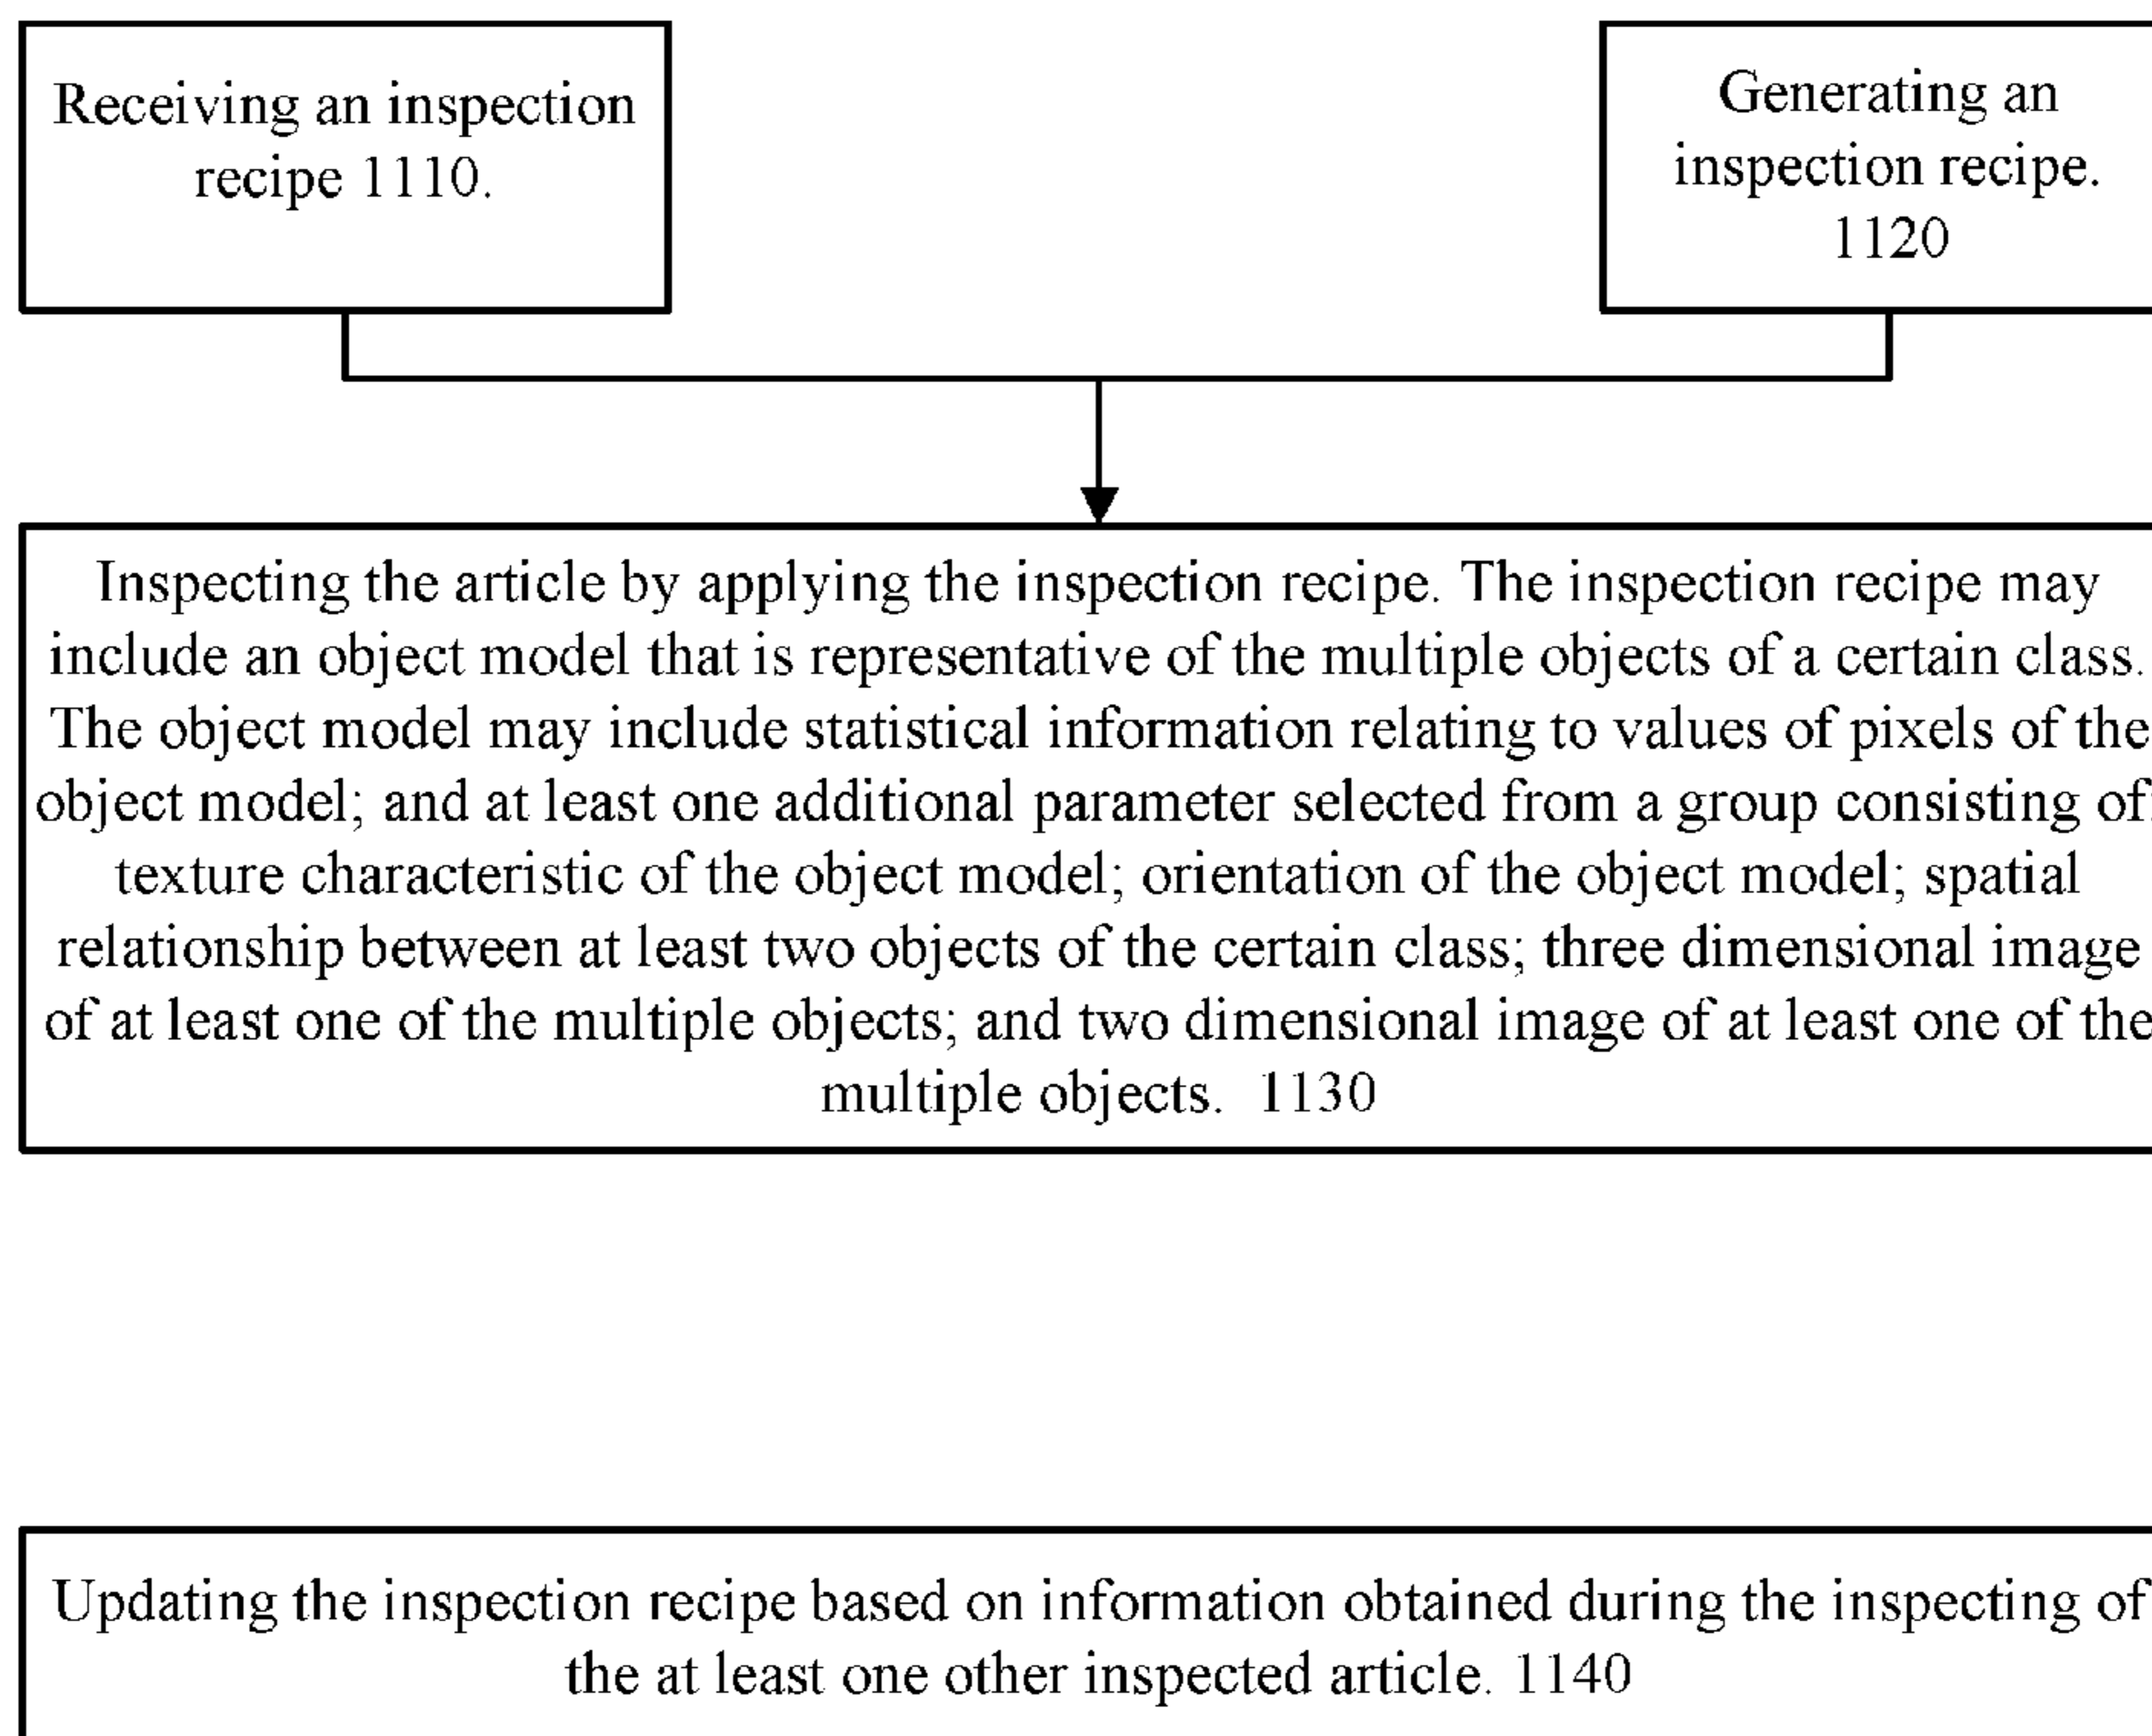 Receiving an inspection
recipe 1110.
Generating an
inspection recipe.
1120
Inspecting the article by applying the inspection recipe. The inspection recipe may
include an object model that is representative of the multiple objects of a certain class.
The object model may include statistical information relating to values of pixels of the
object model; and at least one additional parameter selected from a group consisting of:
texture characteristic of the object model; orientation of the object model; spatial
relationship between at least two objects of the certain class; three dimensional image
of at least one of the multiple objects; and two dimensional image of at least one of the
multiple objects. 1130
Updating the inspection recipe based on information obtained during the inspecting of
the at least one other inspected article. 1140